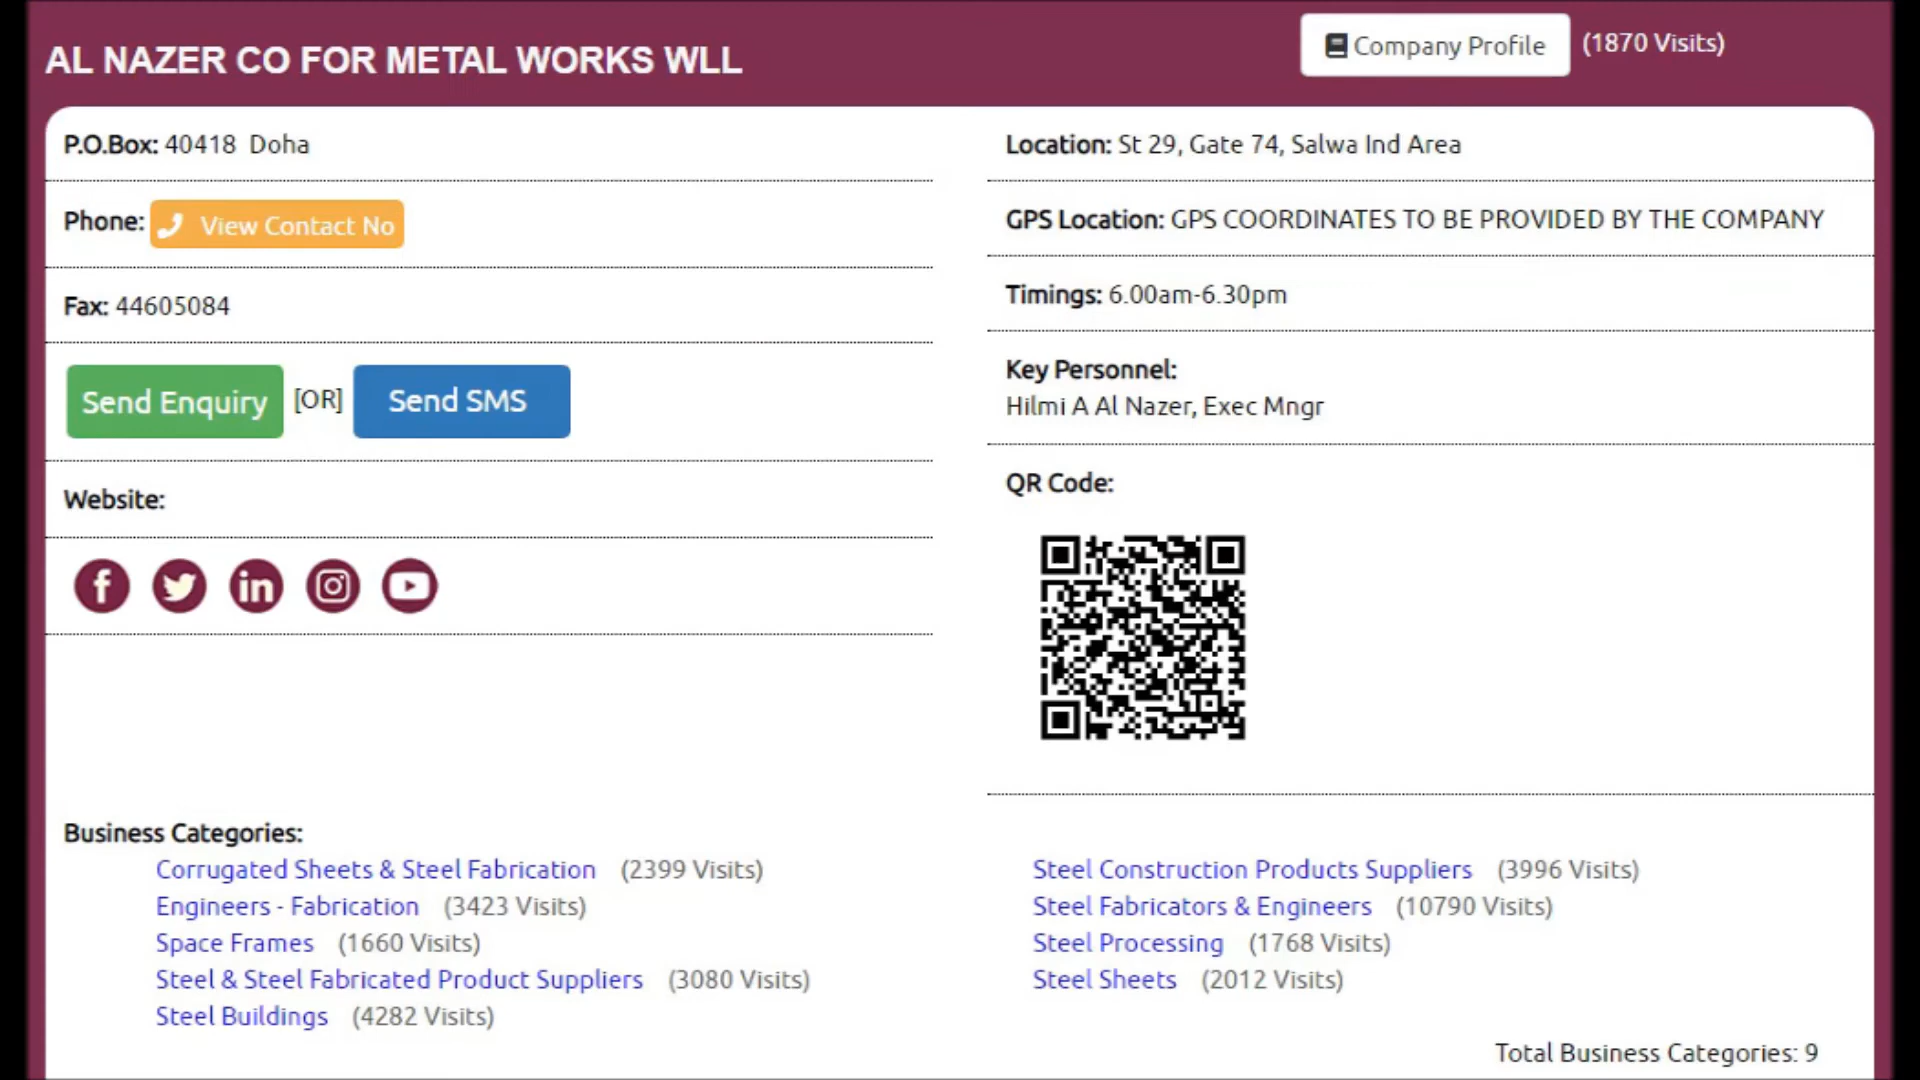 AL NAZER CO FOR METAL WORKS WLL
Company Profile (1870 Visits)
P.O.Box: 40418 Doha
Phone: View Contact No
Fax: 44605084
Send Enquiry [OR] Send SMS
Website:
Location: St 29, Gate 74, Salwa Ind Area
GPS Location: GPS COORDINATES TO BE PROVIDED BY THE COMPANY
Timings: 6.00am-6.30pm
Key Personnel:
Hilmi A Al Nazer, Exec Mngr
QR Code:
Business Categories:
Corrugated Sheets & Steel Fabrication (2399 Visits)
Engineers - Fabrication (3423 Visits)
Space Frames (1660 Visits)
Steel & Steel Fabricated Product Suppliers (3080 Visits)
Steel Buildings (4282 Visits)
Steel Construction Products Suppliers (3996 Visits)
Steel Fabricators & Engineers (10790 Visits)
Steel Processing (1768 Visits)
Steel Sheets (2012 Visits)
Total Business Categories: 9